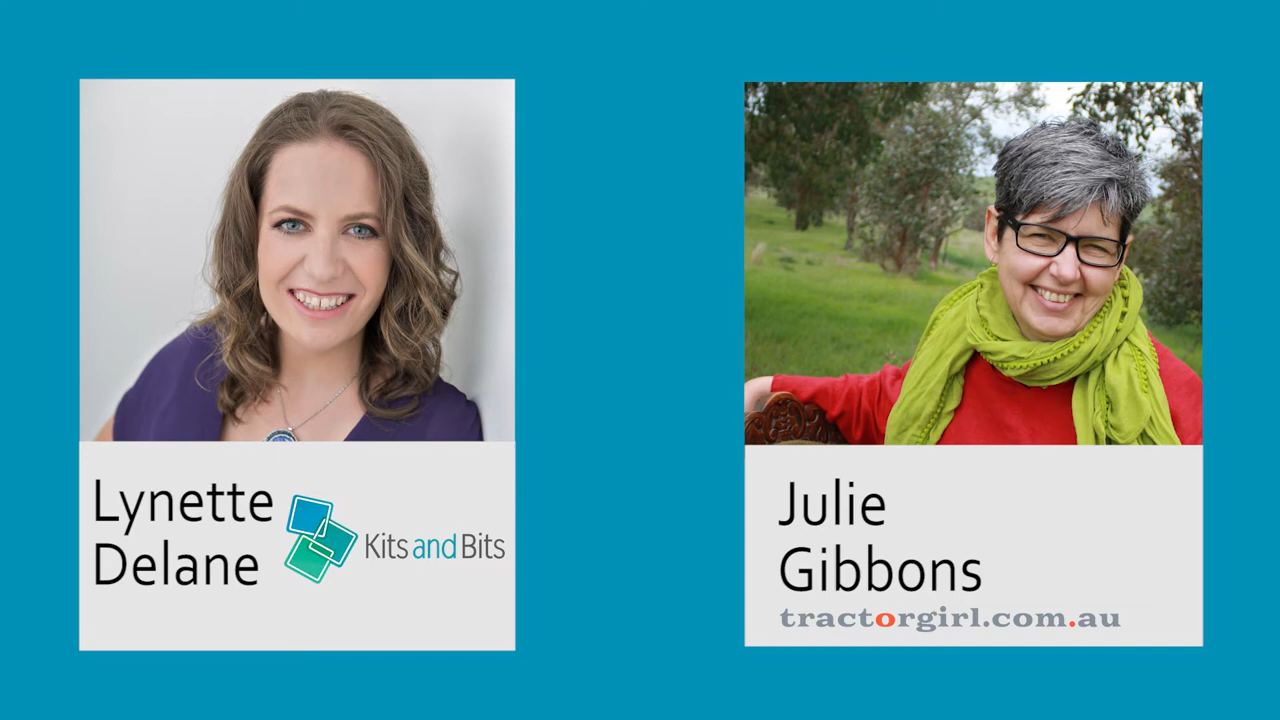 Lynette
Delane
Kits and Bits
Julie
Gibbons
tractorgirl.com.au